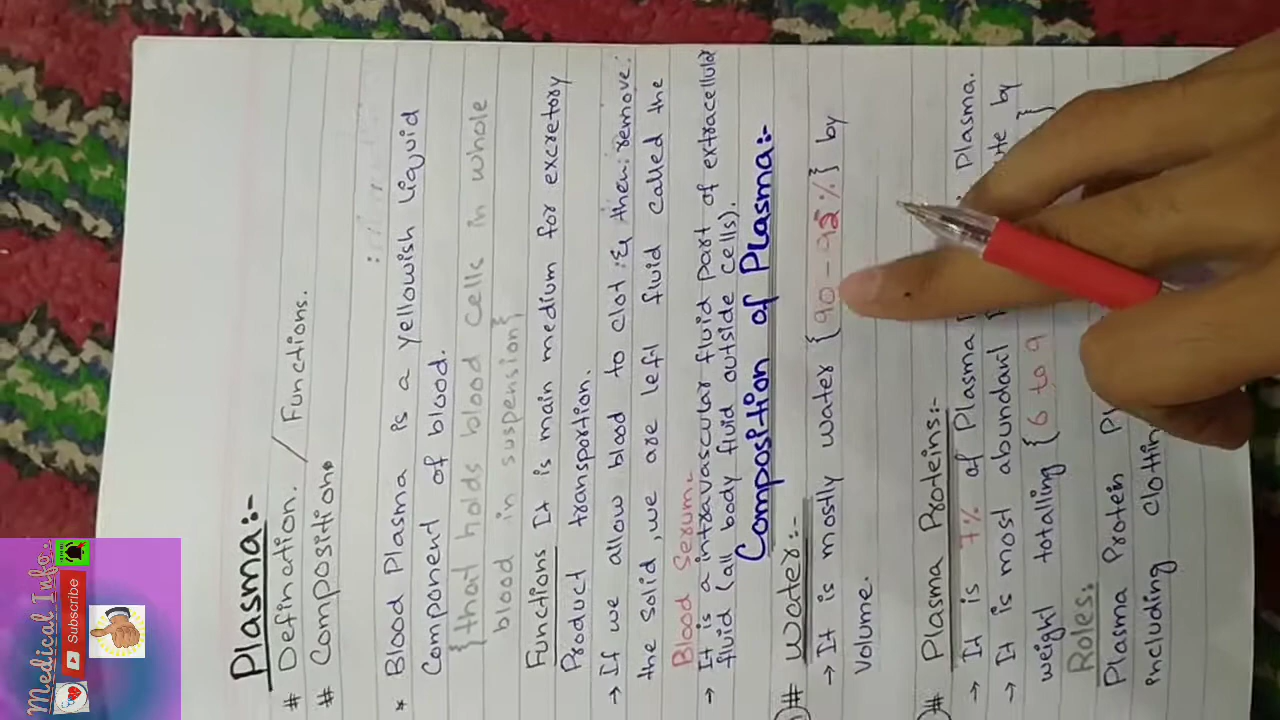 Plasma:-
# Defination. / Functions.
# Composition.
* Blood Plasma is a yellowish liquid
Component of blood.
{that holds blood cells in whole
blood in suspension}
Functions It is main medium for excretory
Product transportion.
→ If we allow blood to clot & then remove
the solid, we are left fluid called the
Blood Serum.
→ It is a intravascular fluid part of extracellular
fluid (all body fluid outside cells).
Composition of Plasma:-
# Water:-
→ It is mostly water {90-92%} by
volume.
# Plasma Proteins:-
→ It is 7% of Plasma Plasma.
→ It is most abundant by
weight totalling {6 to 9 }
Roles:
Plasma Protein
including
Medical Info.
Subscribe